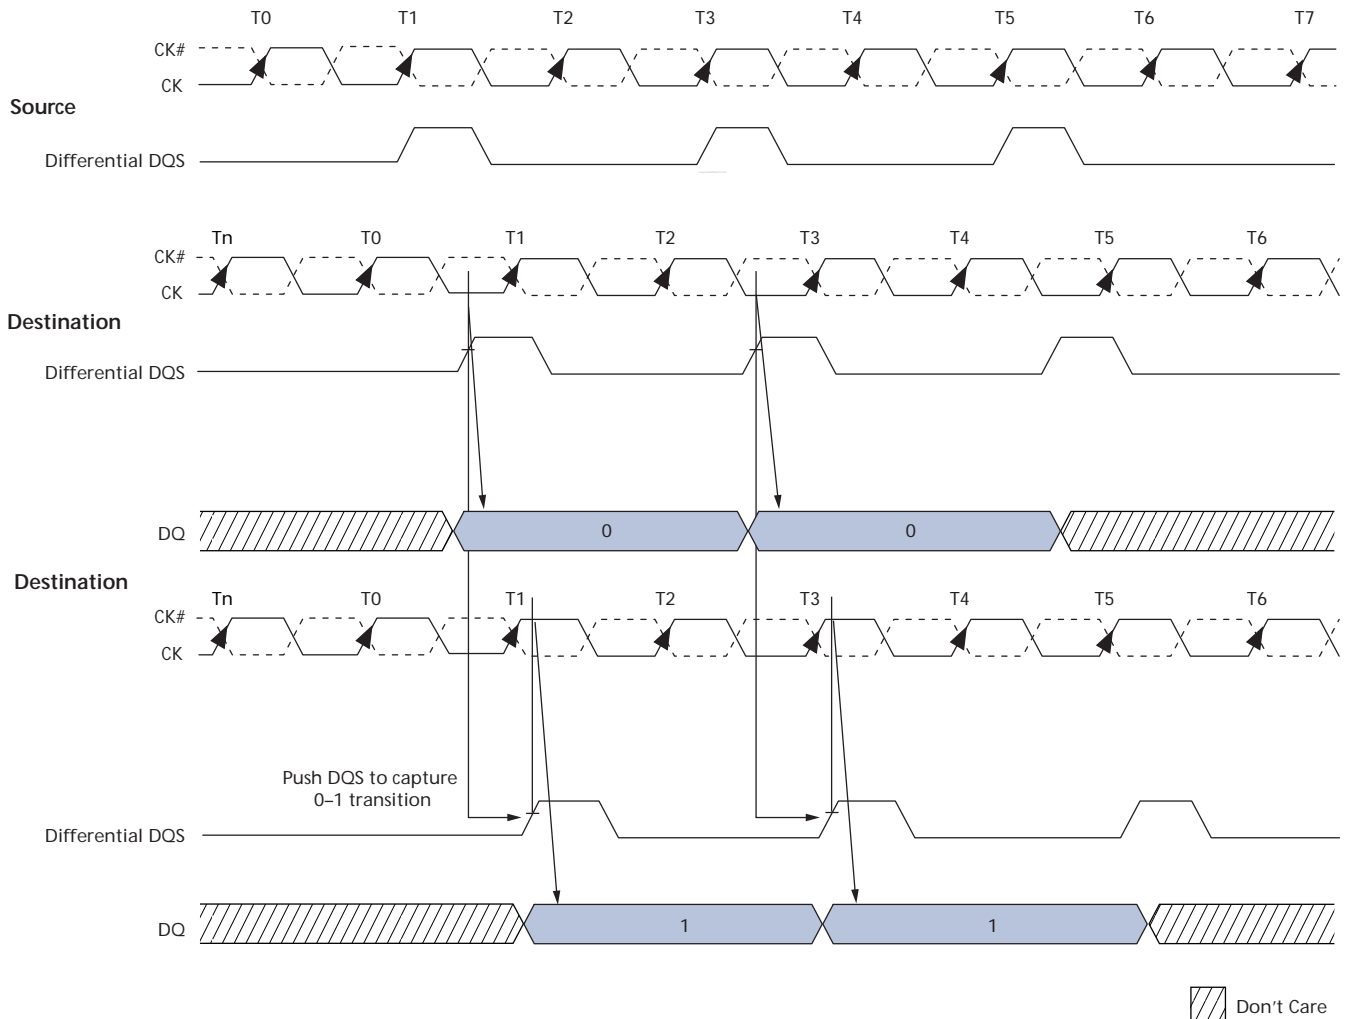 T0 T1 T2 T3 T4 T5 T6 T7
CK#
CK
Source
Differential DQS
Tn T0 T1 T2 T3 T4 T5 T6
CK#
CK
Destination
Differential DQS
DQ 0 0
Destination
Tn T0 T1 T2 T3 T4 T5 T6
CK#
CK
Push DQS to capture
0–1 transition
Differential DQS
DQ 1 1
Don't Care